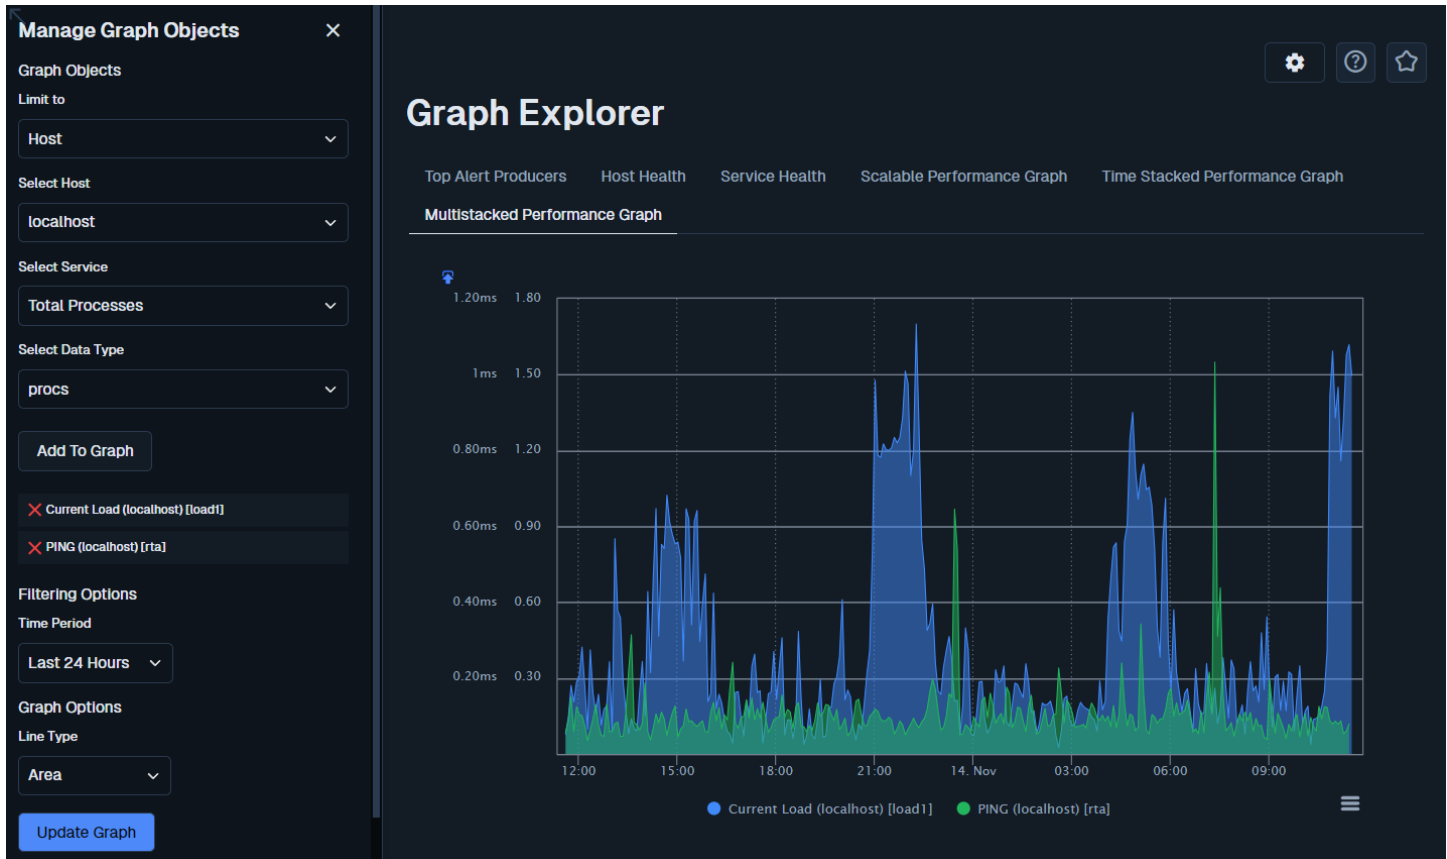 Manage Graph Objects
Graph Objects
Limit to
Host
Select Host
localhost
Select Service
Total Processes
Select Data Type
procs
Add To Graph
Current Load (localhost) [load1]
PING (localhost) [rta]
Filtering Options
Time Period
Last 24 Hours
Graph Options
Line Type
Area
Update Graph
Graph Explorer
Top Alert Producers Host Health Service Health Scalable Performance Graph Time Stacked Performance Graph
Multistacked Performance Graph
1.20ms 1.80
1ms 1.50
0.80ms 1.20
0.60ms 0.90
0.40ms 0.60
0.20ms 0.30
12:00 15:00 18:00 21:00 14. Nov 03:00 06:00 09:00
Current Load (localhost) [load1] PING (localhost) [rta]